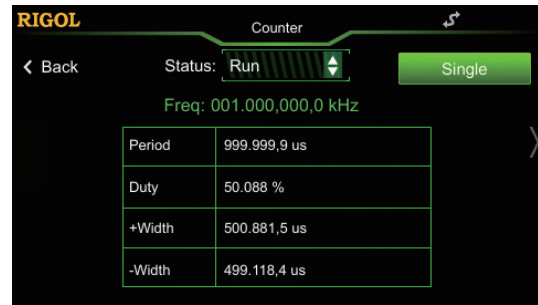 RIGOL
Counter
Back
Status: Run
Single
Freq: 001.000,000,0 kHz
Period 999.999,9 us
Duty 50.088 %
+Width 500.881,5 us
-Width 499.118,4 us